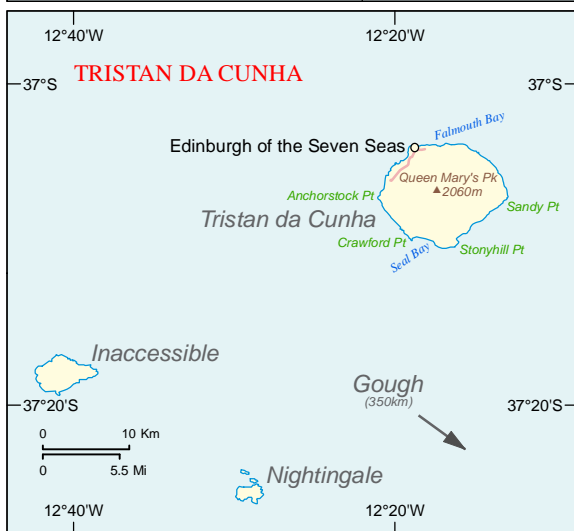 12°40'W 12°20'W
37°S 37°S
TRISTAN DA CUNHA
Falmouth Bay
Edinburgh of the Seven Seas
Queen Mary's Pk
2060m
Anchorstock Pt
Sandy Pt
Tristan da Cunha
Crawford Pt
Seal Bay
Stonyhill Pt
Inaccessible
Gough
(350km)
37°20'S 37°20'S
0 10 Km
0 5.5 Mi
Nightingale
12°40'W 12°20'W